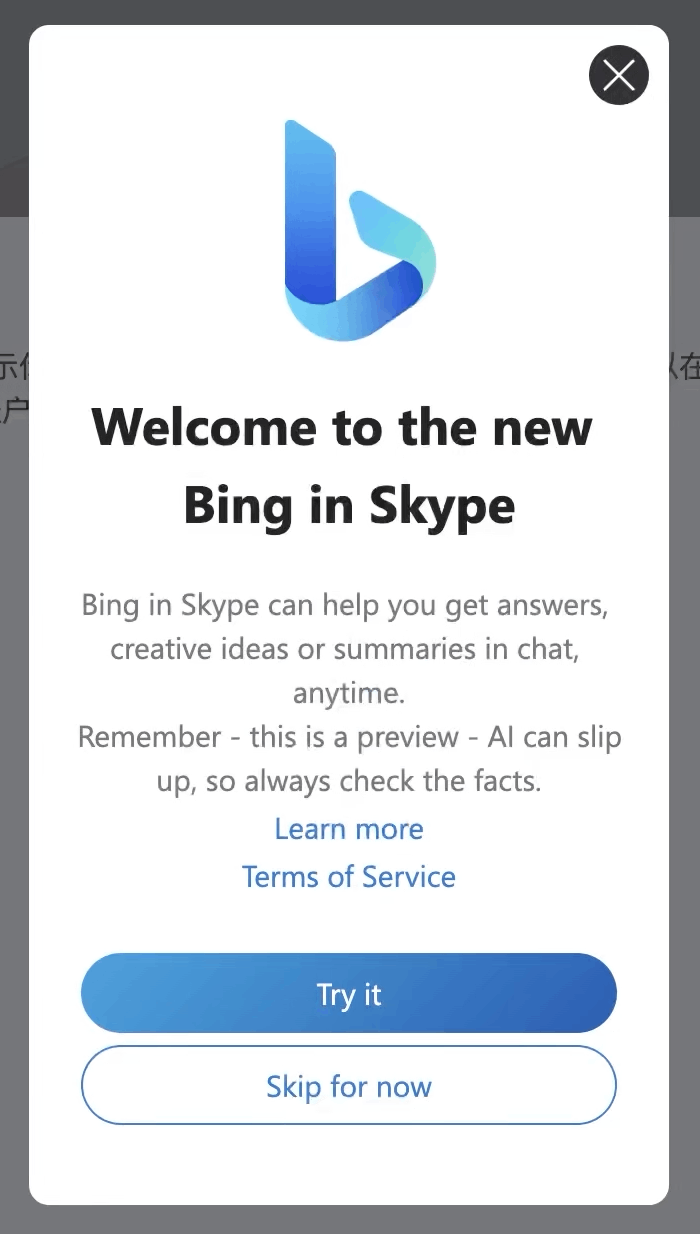 Welcome to the new
Bing in Skype
Bing in Skype can help you get answers,
creative ideas or summaries in chat,
anytime.
Remember - this is a preview - AI can slip
up, so always check the facts.
Learn more
Terms of Service
Try it
Skip for now